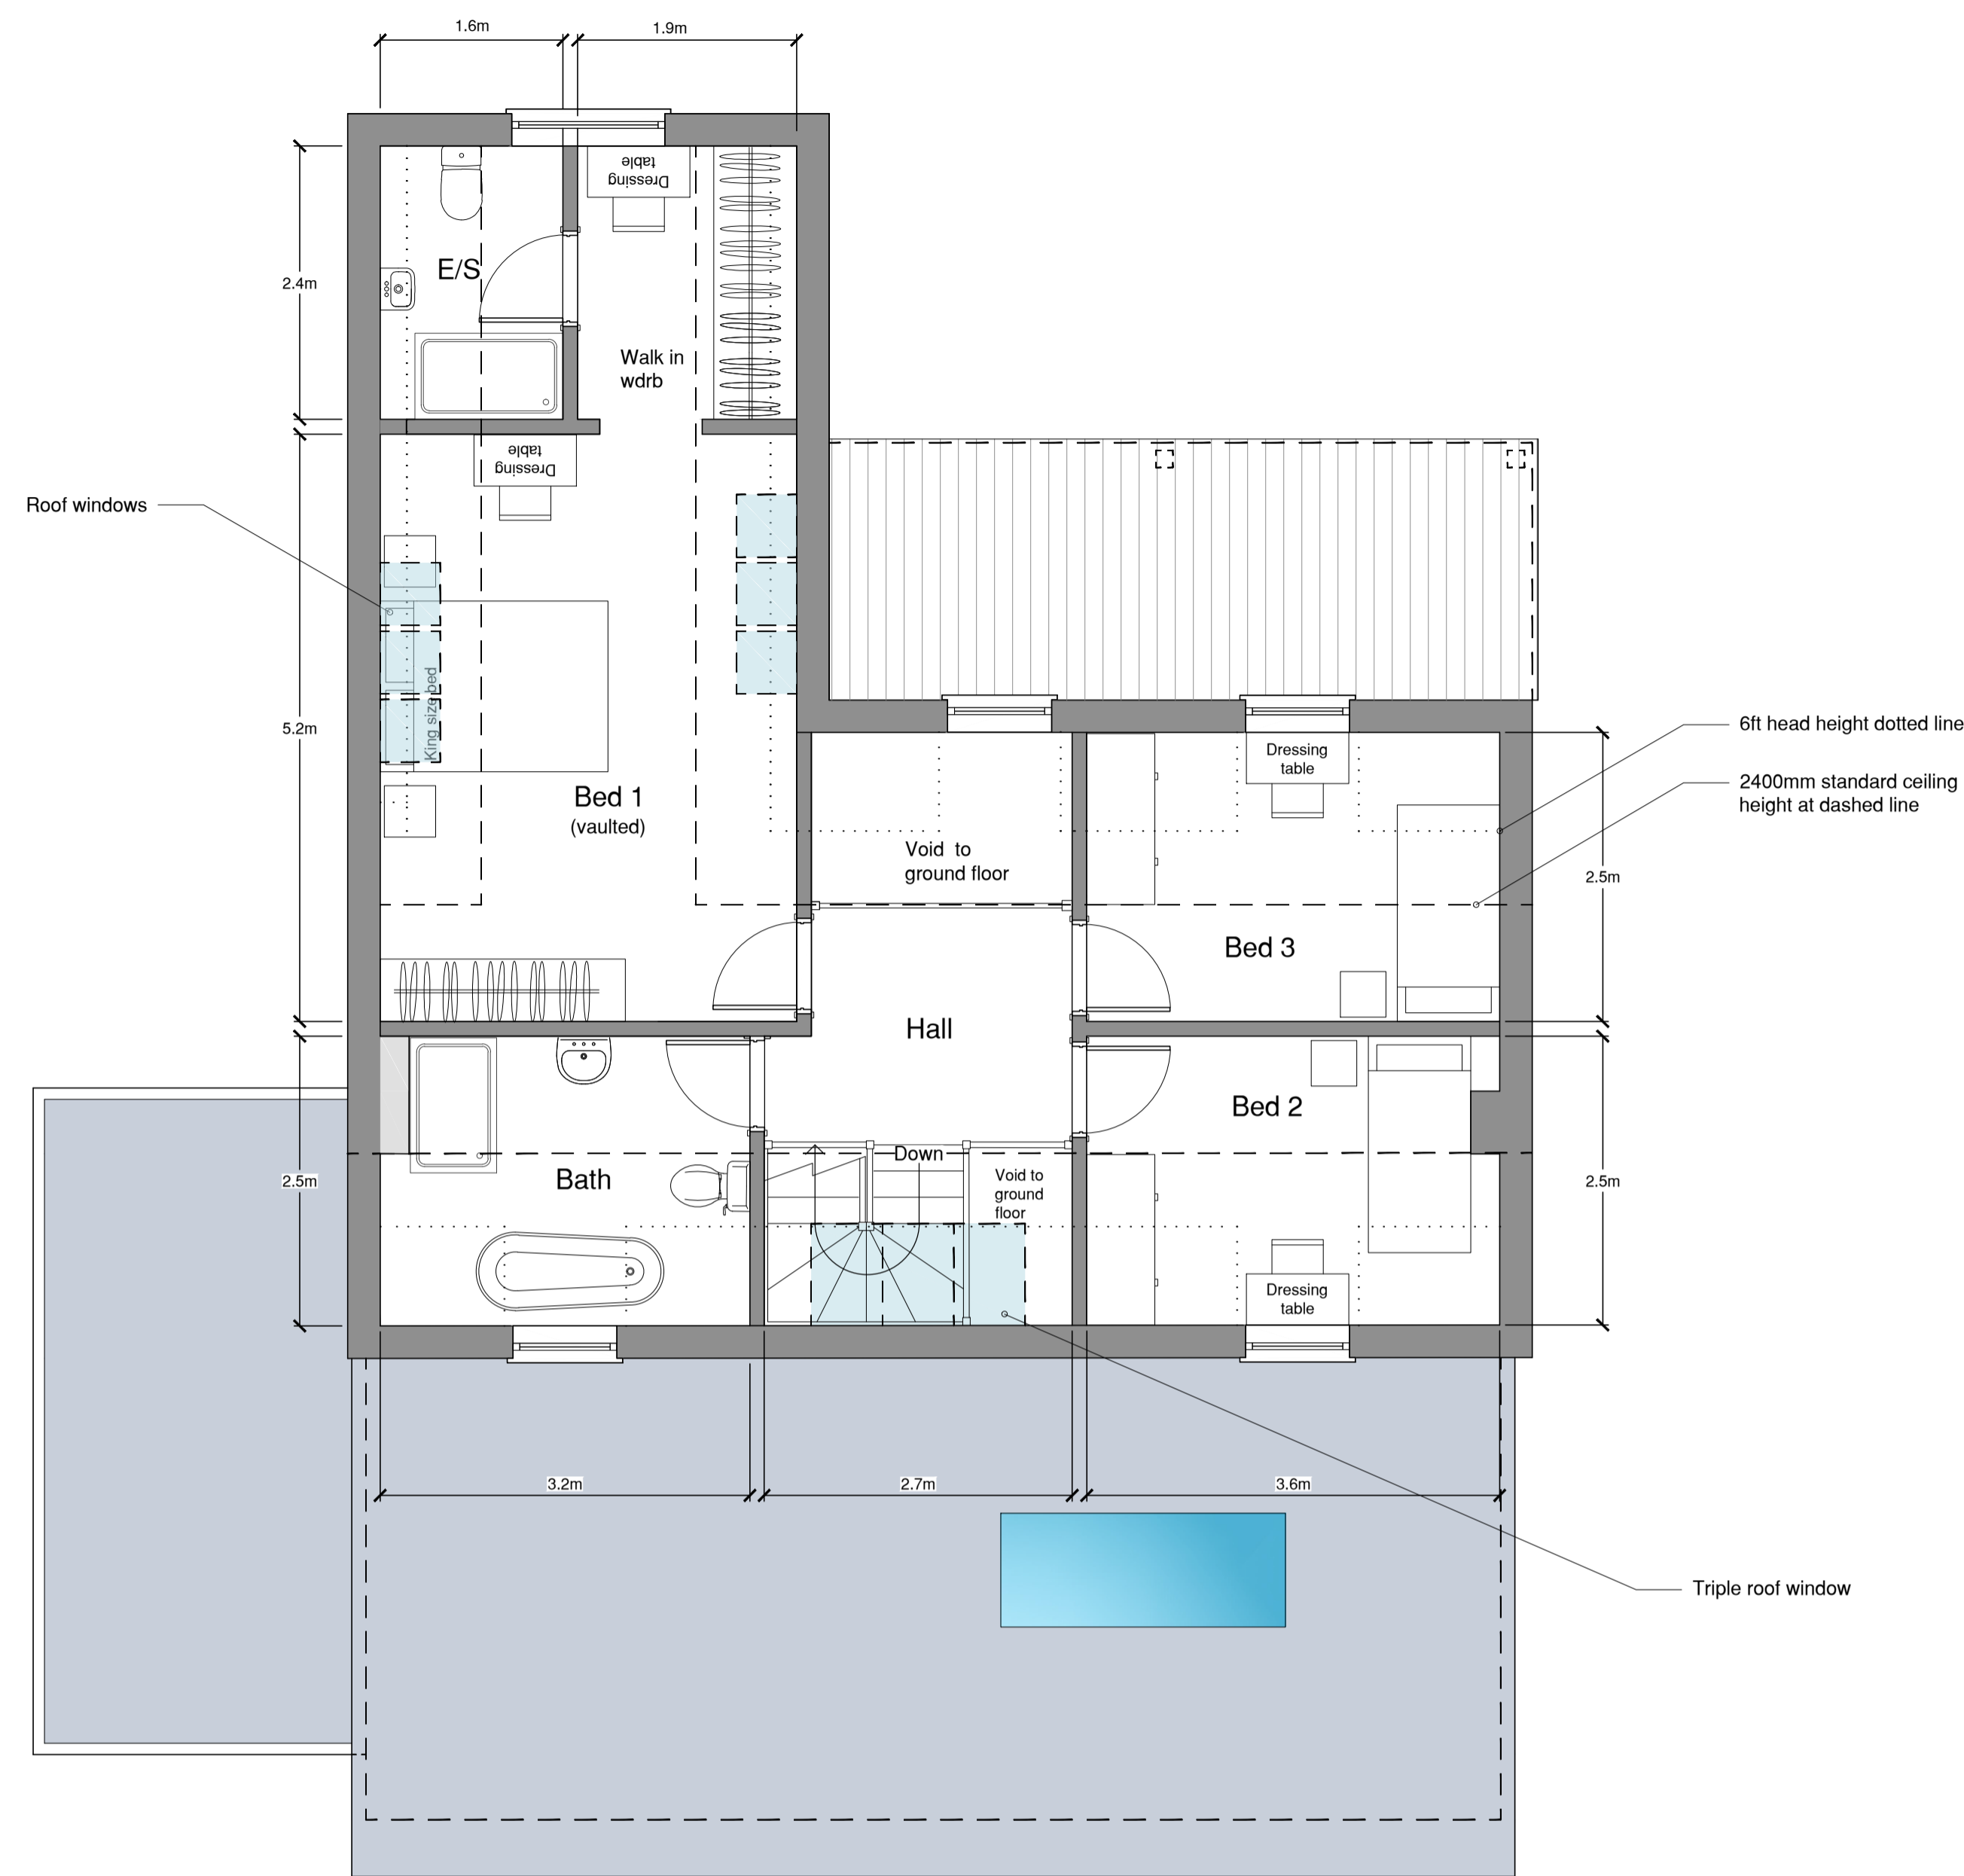 1.6m
1.9m
Dressing
table
2.4m
E/S
Walk in
wdrb
Dressing
table
Roof windows
King size bed
5.2m
6ft head height dotted line
Dressing
table
2400mm standard ceiling
height at dashed line
Bed 1
(vaulted)
Void to
ground floor
2.5m
Bed 3
Hall
Bed 2
Down
Bath
2.5m
Void to
ground
floor
2.5m
Dressing
table
3.2m
2.7m
3.6m
Triple roof window